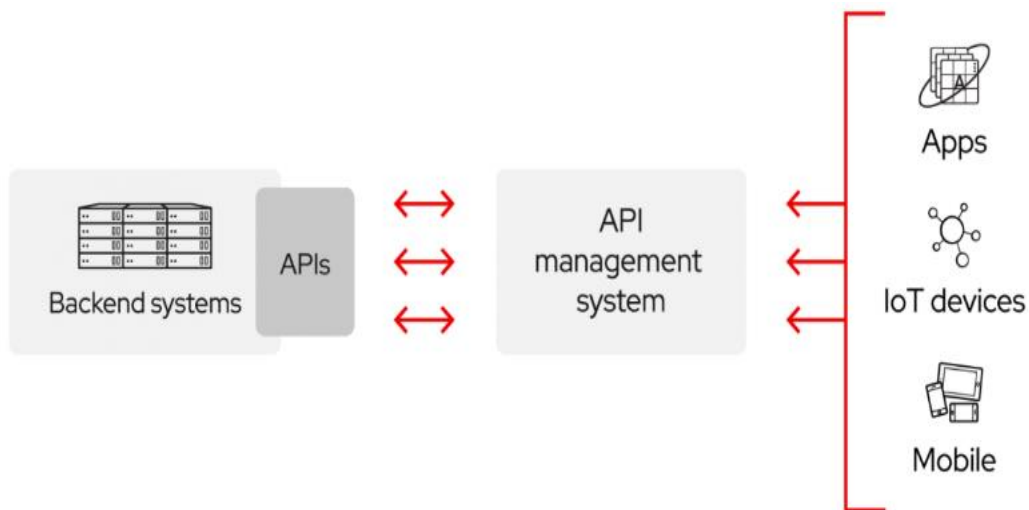 Backend systems
APIs
API
management
system
Apps
IoT devices
Mobile